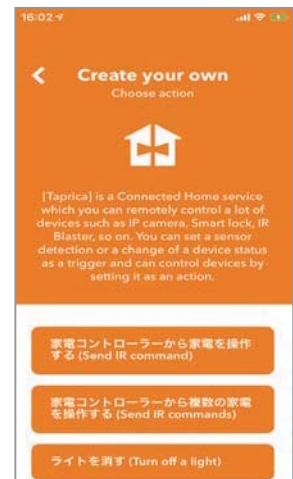 16:02
Create your own
Choose action
[Taprica] is a Connected Home service
which you can remotely control a lot of
devices such as IP camera, Smart lock, IR
Blaster, so on. You can set a sensor
detection or a change of a device status
as a trigger and can control devices by
setting it as an action.
家電コントローラーから家電を操作
する (Send IR command)
家電コントローラーから複数の家電
を操作する (Send IR commands)
ライトを消す (Turn off a light)